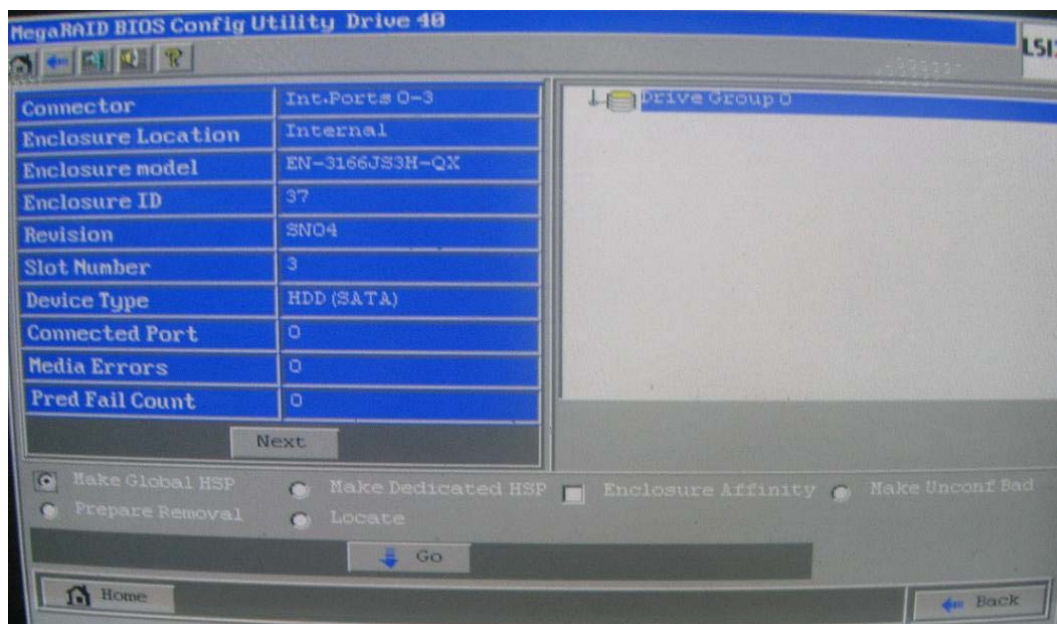 MegaRAID BIOS Config Utility Drive 40
LSI
Connector Int.Ports 0-3
Enclosure Location Internal
Enclosure model EN-3166JS3H-QX
Enclosure ID 37
Revision SN04
Slot Number 3
Device Type HDD (SATA)
Connected Port 0
Media Errors 0
Pred Fail Count 0
Next
Drive Group 0
Make Global HSP Make Dedicated HSP Enclosure Affinity Make Unconf Bad
Prepare Removal Locate
Go
Home Back